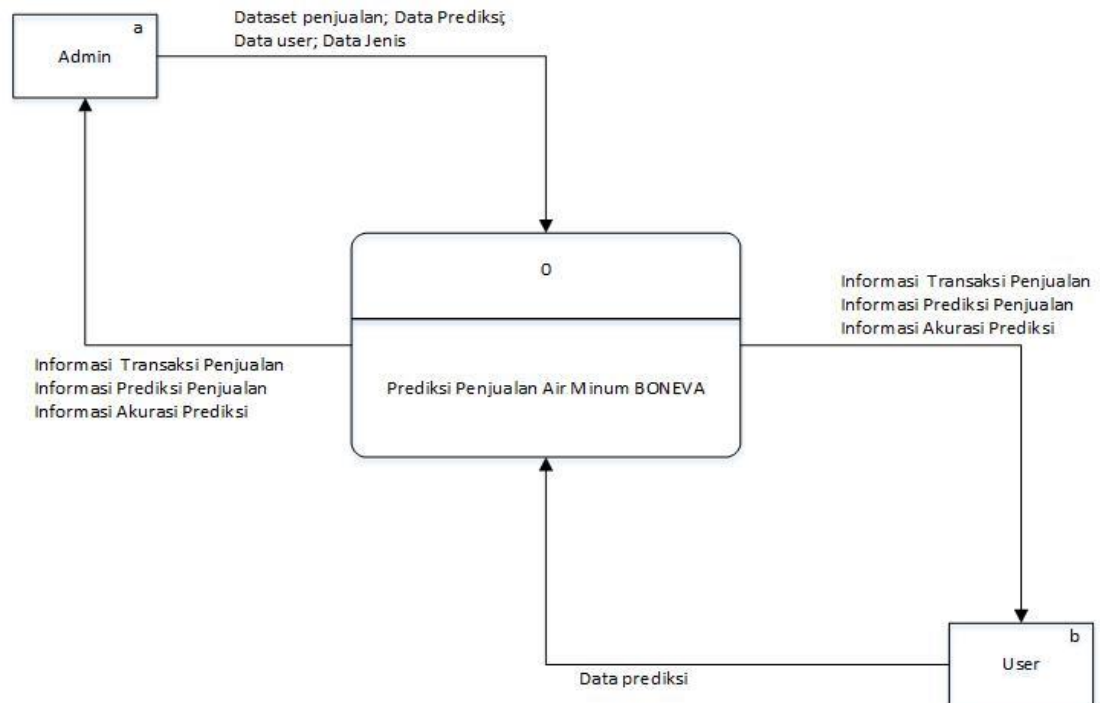 a
Admin
Dataset penjualan; Data Prediksi;
Data user; Data Jenis
0
Prediksi Penjualan Air Minum BONEVA
Informasi Transaksi Penjualan
Informasi Prediksi Penjualan
Informasi Akurasi Prediksi
Informasi Transaksi Penjualan
Informasi Prediksi Penjualan
Informasi Akurasi Prediksi
b
User
Data prediksi